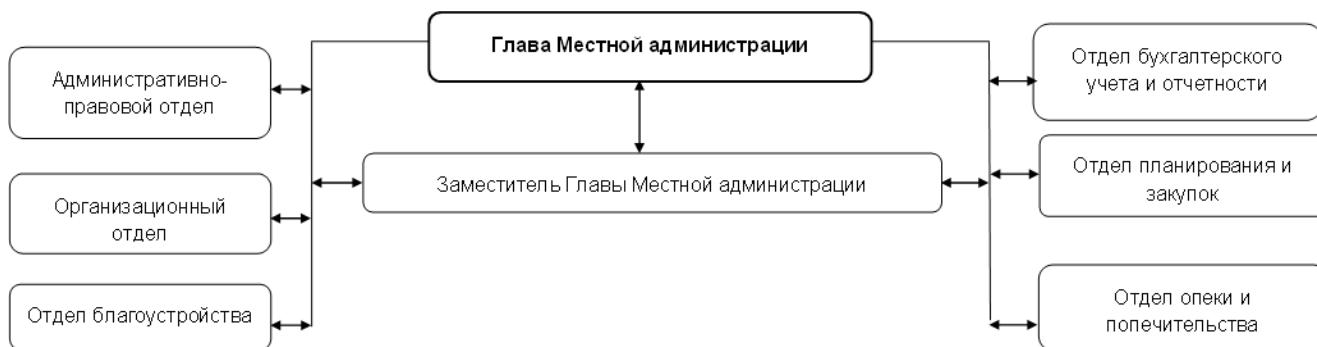 Глава Местной администрации
Административно-
правовой отдел
Отдел бухгалтерского
учета и отчетности
Заместитель Главы Местной администрации
Организационный
отдел
Отдел планирования и
закупок
Отдел благоустройства
Отдел опеки и
попечительства